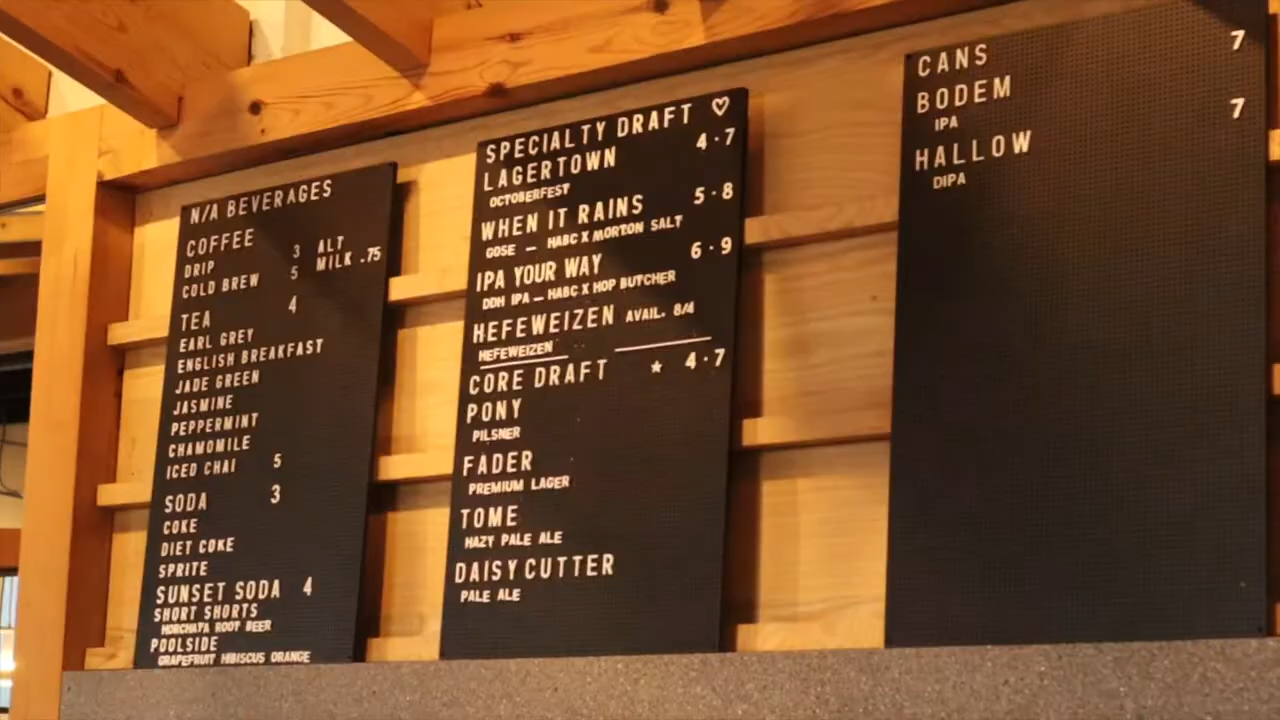 N/A BEVERAGES
COFFEE
DRIP 3 ALT
COLD BREW 5 MILK .75
TEA 4
EARL GREY
ENGLISH BREAKFAST
JADE GREEN
JASMINE
PEPPERMINT
CHAMOMILE
ICED CHAI 5
SODA 3
COKE
DIET COKE
SPRITE
SUNSET SODA 4
SHORT SHORTS
HORCHATA ROOT BEER
POOLSIDE
GRAPEFRUIT HIBISCUS ORANGE
SPECIALTY DRAFT ♡
LAGERTOWN 4·7
OCTOBERFEST
WHEN IT RAINS 5·8
GOSE — HABC X MORTON SALT
IPA YOUR WAY 6·9
DDH IPA — HABC X HOP BUTCHER
HEFEWEIZEN AVAIL. 8/4
HEFEWEIZEN
CORE DRAFT ★ 4·7
PONY
PILSNER
FADER
PREMIUM LAGER
TOME
HAZY PALE ALE
DAISY CUTTER
PALE ALE
CANS
BODEM 7
IPA
HALLOW 7
DIPA